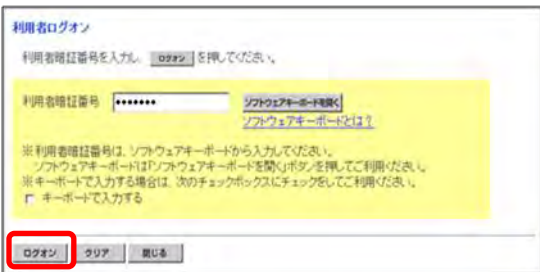 利用者ログオン
利用者暗証番号を入力し、 ログオン を押してください。
利用者暗証番号 ●●●●●●● ソフトウェアキーボードを開く
ソフトウェアキーボードとは？
※利用者暗証番号は、ソフトウェアキーボードから入力してください。
ソフトウェアキーボードは「ソフトウェアキーボードを開く」ボタンを押してご利用ください。
※キーボードで入力する場合は、次のチェックボックスにチェックをしてご利用ください。
キーボードで入力する
ログオン クリア 閉じる